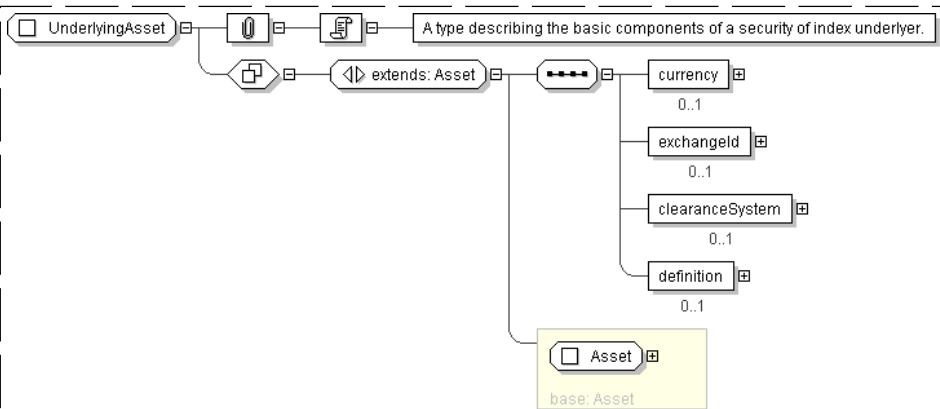 UnderlyingAsset
A type describing the basic components of a security of index underlyer.
extends: Asset
currency
0..1
exchangeId
0..1
clearanceSystem
0..1
definition
0..1
Asset
base: Asset